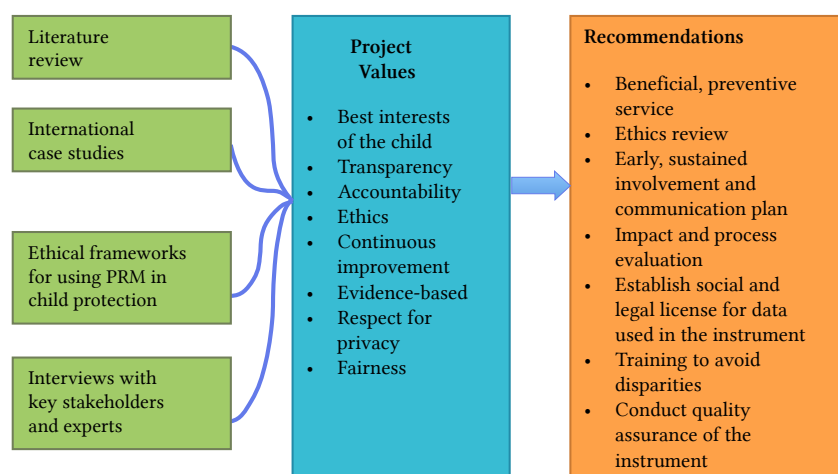 Literature
review
International
case studies
Ethical frameworks
for using PRM in
child protection
Interviews with
key stakeholders
and experts
Project
Values
• Best interests
of the child
• Transparency
• Accountability
• Ethics
• Continuous
improvement
• Evidence-based
• Respect for
privacy
• Fairness
Recommendations
• Beneficial, preventive
service
• Ethics review
• Early, sustained
involvement and
communication plan
• Impact and process
evaluation
• Establish social and
legal license for data
used in the instrument
• Training to avoid
disparities
• Conduct quality
assurance of the
instrument